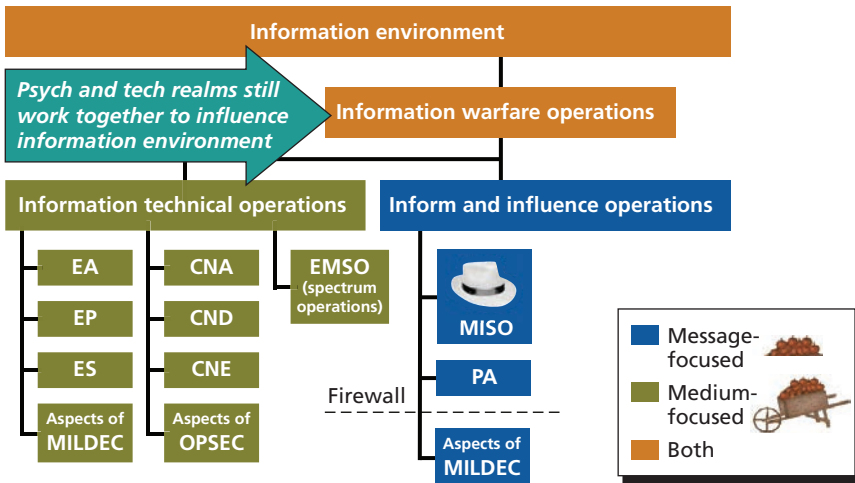 Information environment
Psych and tech realms still
work together to influence
information environment
Information warfare operations
Information technical operations
Inform and influence operations
EA
EP
ES
Aspects of
MILDEC
CNA
CND
CNE
Aspects of
OPSEC
EMSO
(spectrum
operations)
MISO
PA
Firewall
Aspects of
MILDEC
Message-
focused
Medium-
focused
Both